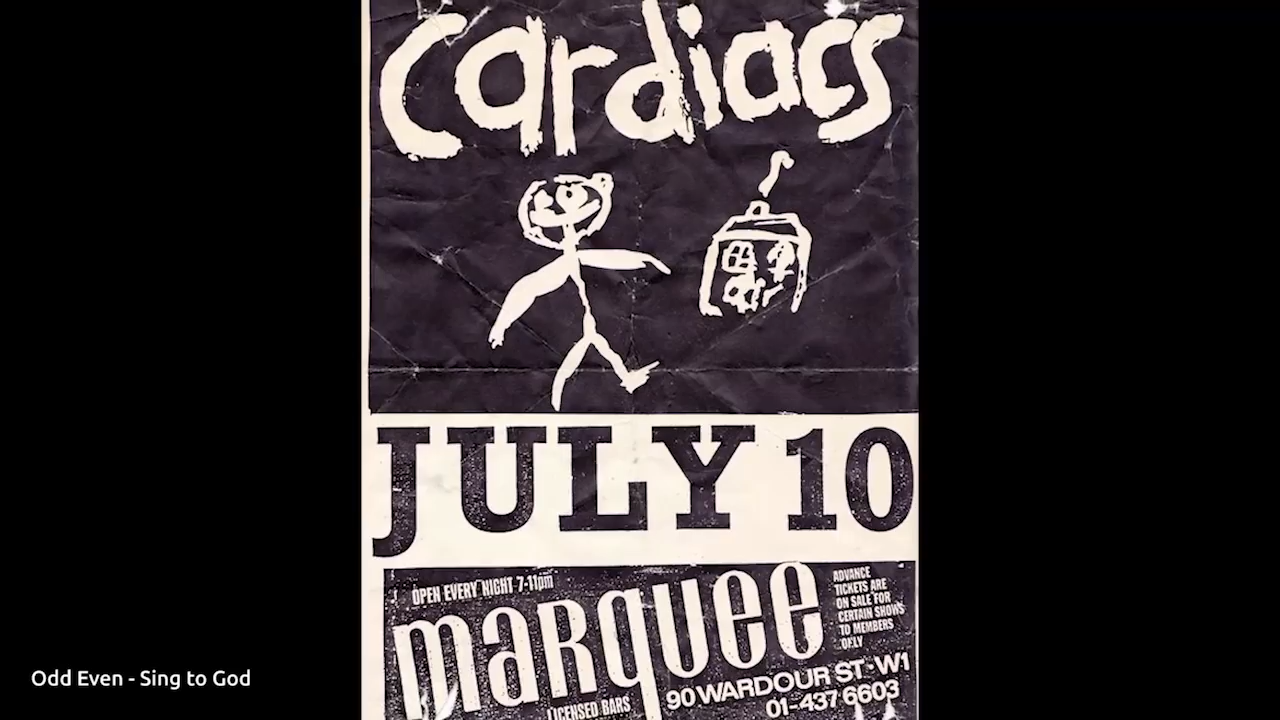 cardiacs
JULY 10
OPEN EVERY NIGHT 7-11pm
marquee
ADVANCE
TICKETS ARE
ON SALE FOR
CERTAIN SHOWS
TO MEMBERS
ONLY
90 WARDOUR ST·W1
01-437 6603
LICENSED BARS
Odd Even - Sing to God